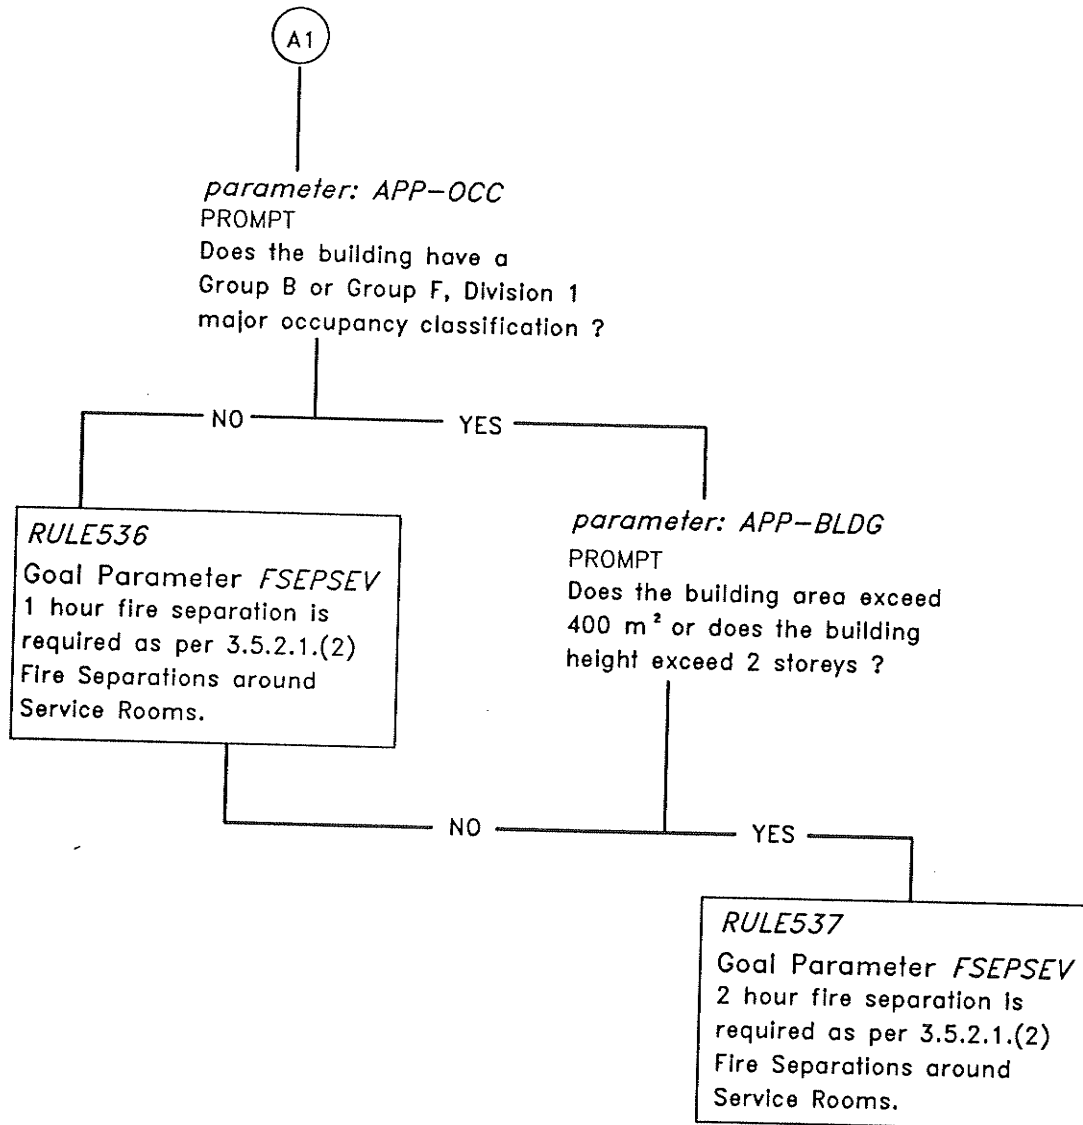 A1
parameter: APP-OCC
PROMPT
Does the building have a
Group B or Group F, Division 1
major occupancy classification ?
NO
YES
RULE536
Goal Parameter FSEPSEV
1 hour fire separation is
required as per 3.5.2.1.(2)
Fire Separations around
Service Rooms.
parameter: APP-BLDG
PROMPT
Does the building area exceed
400 m² or does the building
height exceed 2 storeys ?
NO
YES
RULE537
Goal Parameter FSEPSEV
2 hour fire separation is
required as per 3.5.2.1.(2)
Fire Separations around
Service Rooms.